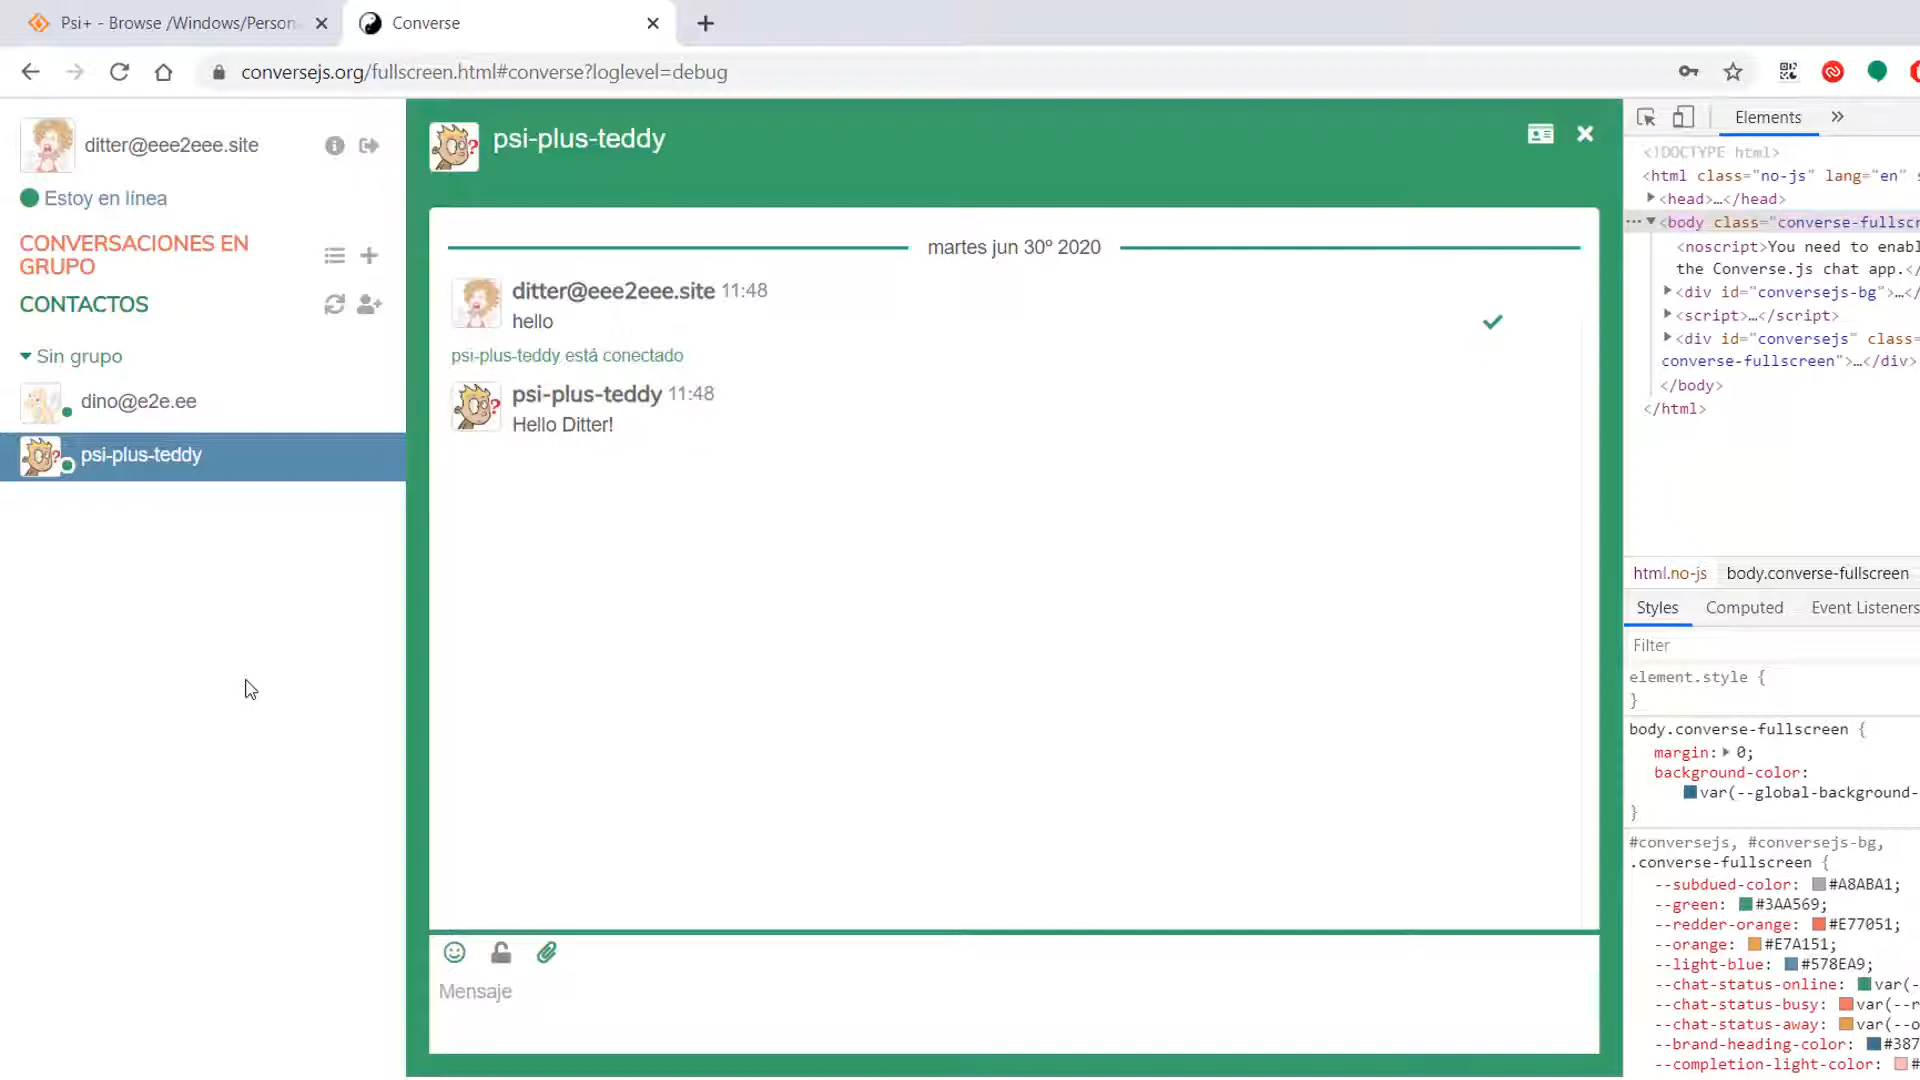 Psi+ - Browse /Windows/Person
Converse
conversejs.org/fullscreen.html#converse?loglevel=debug
ditter@eee2eee.site
Estoy en línea
CONVERSACIONES EN
GRUPO
CONTACTOS
Sin grupo
dino@e2e.ee
psi-plus-teddy
psi-plus-teddy
martes jun 30º 2020
ditter@eee2eee.site 11:48
hello
psi-plus-teddy está conectado
psi-plus-teddy 11:48
Hello Ditter!
Mensaje
Elements
<!DOCTYPE html>
<html class="no-js" lang="en" s
<head>…</head>
<body class="converse-fullscr
<noscript>You need to enabl
the Converse.js chat app.</
<div id="conversejs-bg">…</
<script>…</script>
<div id="conversejs" class=
converse-fullscreen">…</div>
</body>
</html>
html.no-js body.converse-fullscreen
Styles Computed Event Listeners
Filter
element.style {
}
body.converse-fullscreen {
margin: 0;
background-color:
var(--global-background-
}
#conversejs, #conversejs-bg,
.converse-fullscreen {
--subdued-color: #A8ABA1;
--green: #3AA569;
--redder-orange: #E77051;
--orange: #E7A151;
--light-blue: #578EA9;
--chat-status-online: var(-
--chat-status-busy: var(--r
--chat-status-away: var(--o
--brand-heading-color: #387
--completion-light-color: #